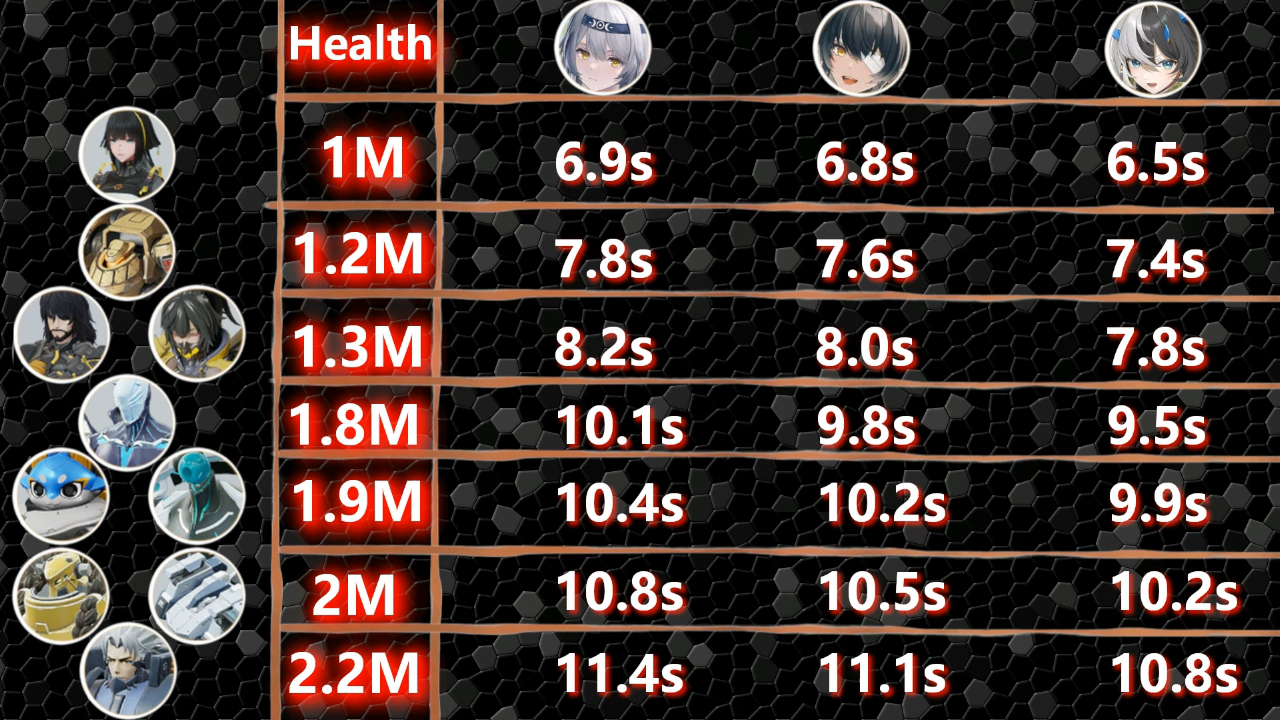 Health
1M 6.9s 6.8s 6.5s
1.2M 7.8s 7.6s 7.4s
1.3M 8.2s 8.0s 7.8s
1.8M 10.1s 9.8s 9.5s
1.9M 10.4s 10.2s 9.9s
2M 10.8s 10.5s 10.2s
2.2M 11.4s 11.1s 10.8s